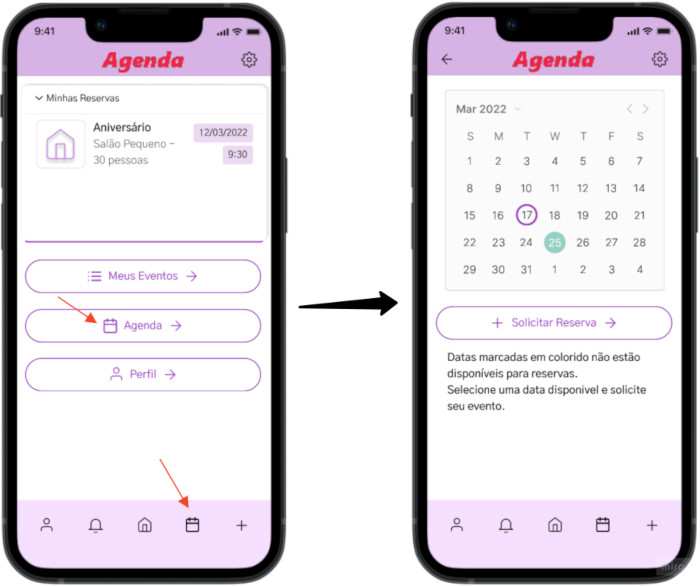 9:41
Agenda
Minhas Reservas
Aniversário
12/03/2022
Salão Pequeno -
9:30
30 pessoas
Meus Eventos
Agenda
Perfil
9:41
Agenda
Mar 2022
S M T W T F S
1 2 3 4 5 6 7
8 9 10 11 12 13 14
15 16 17 18 19 20 21
22 23 24 25 26 27 28
29 30 31 1 2 3 4
+ Solicitar Reserva
Datas marcadas em colorido não estão
disponíveis para reservas.
Selecione uma data disponivel e solicite
seu evento.
miro